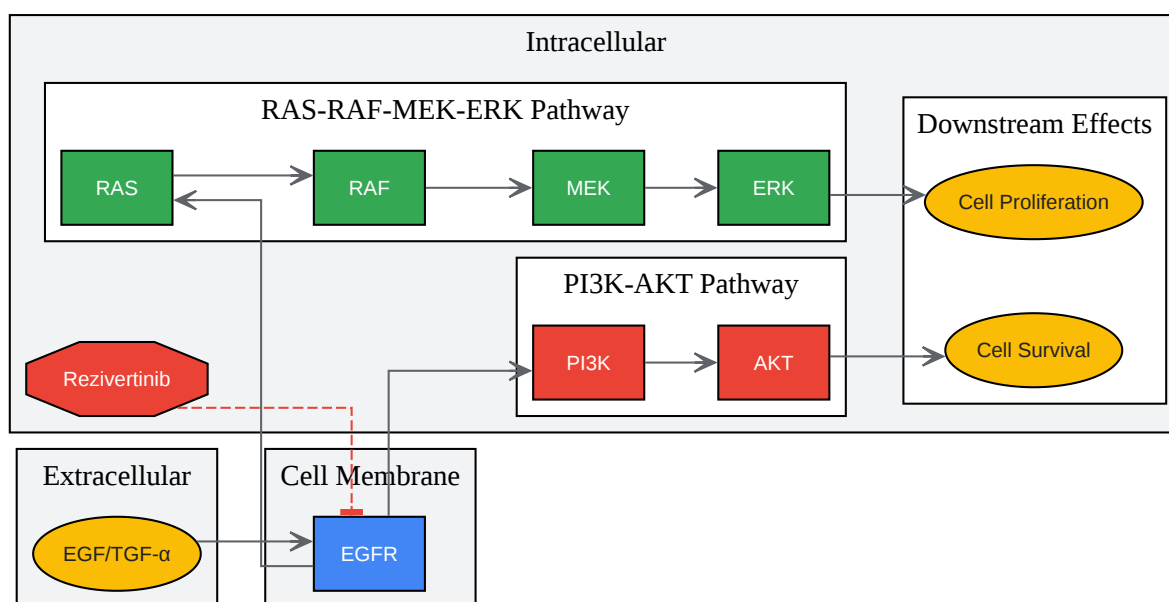 Intracellular
RAS-RAF-MEK-ERK Pathway
RAS
RAF
MEK
ERK
Downstream Effects
Cell Proliferation
Cell Survival
PI3K-AKT Pathway
PI3K
AKT
Rezivertinib
Extracellular
EGF/TGF-α
Cell Membrane
EGFR